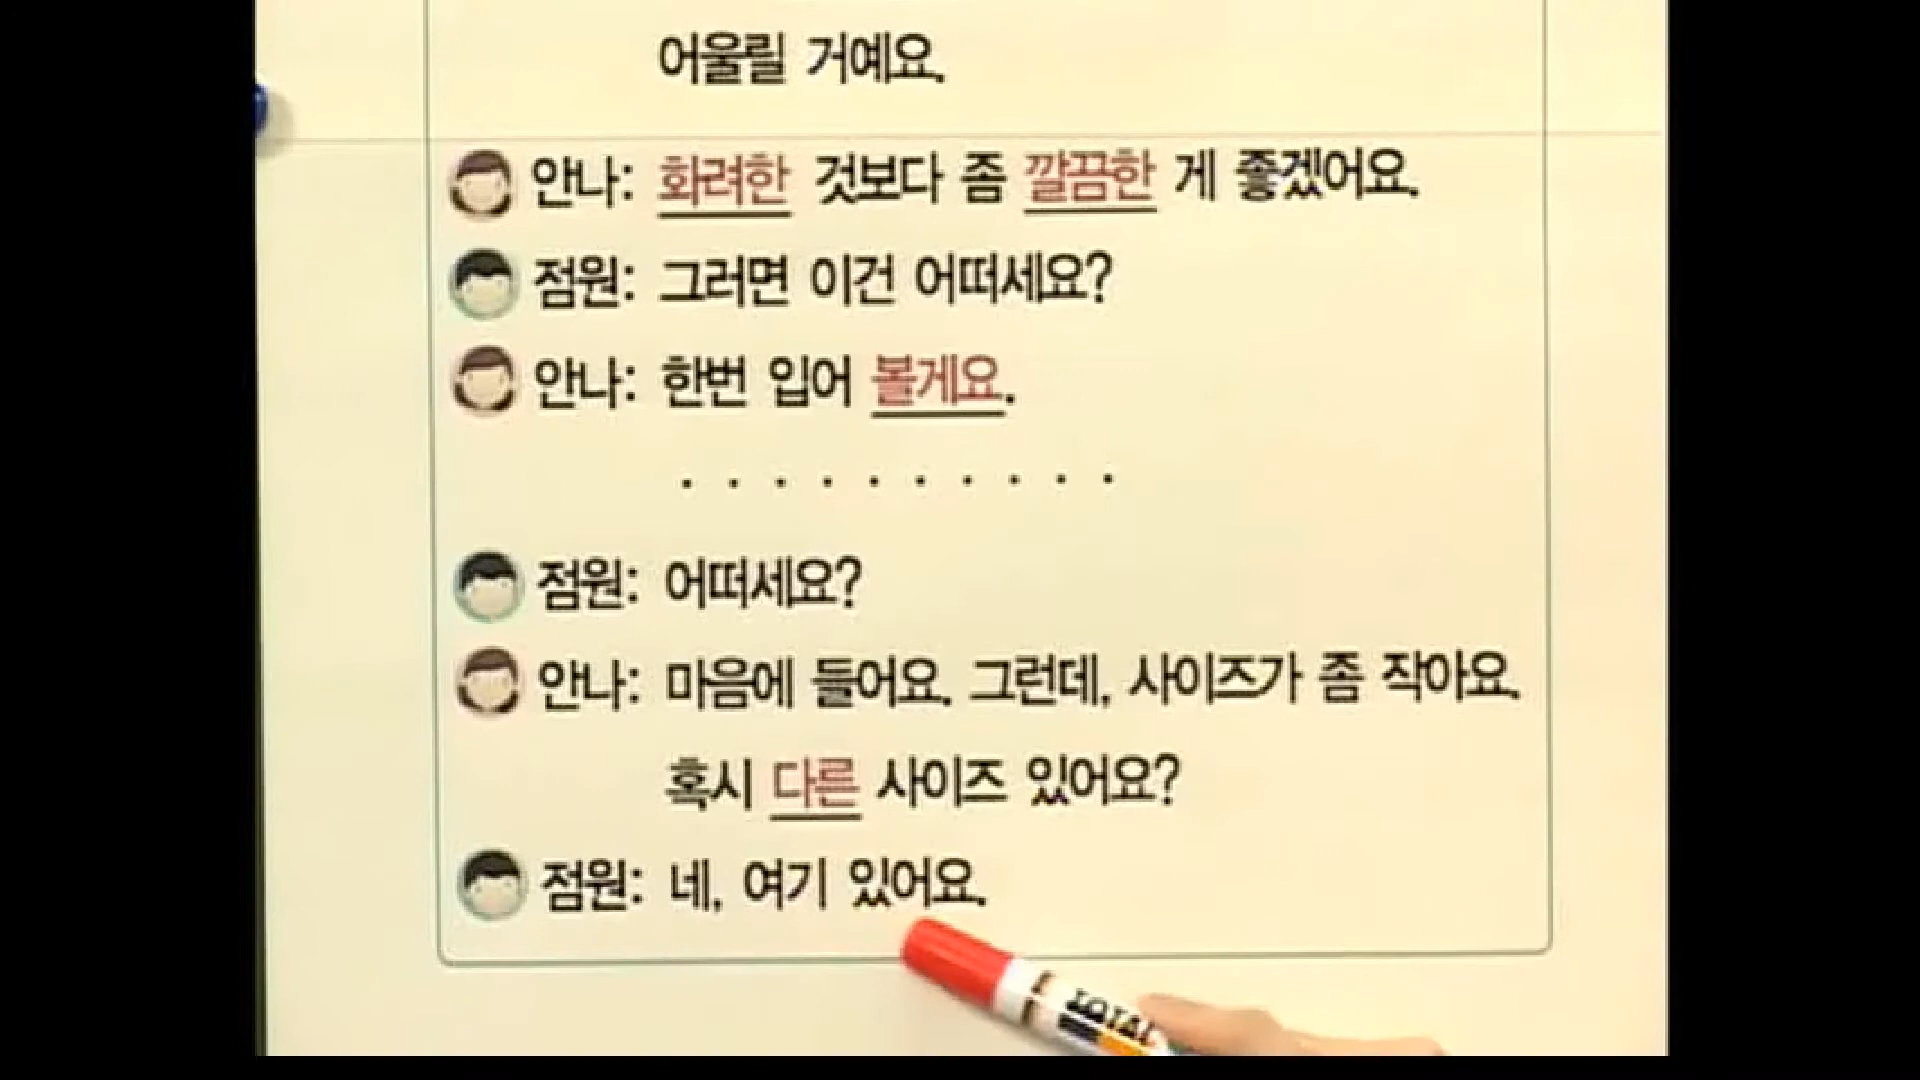 어울릴 거예요.
안나: 화려한 것보다 좀 깔끔한 게 좋겠어요.
점원: 그러면 이건 어떠세요?
안나: 한번 입어 볼게요.
. . . . . . . . . .
점원: 어떠세요?
안나: 마음에 들어요. 그런데, 사이즈가 좀 작아요.
혹시 다른 사이즈 있어요?
점원: 네, 여기 있어요.